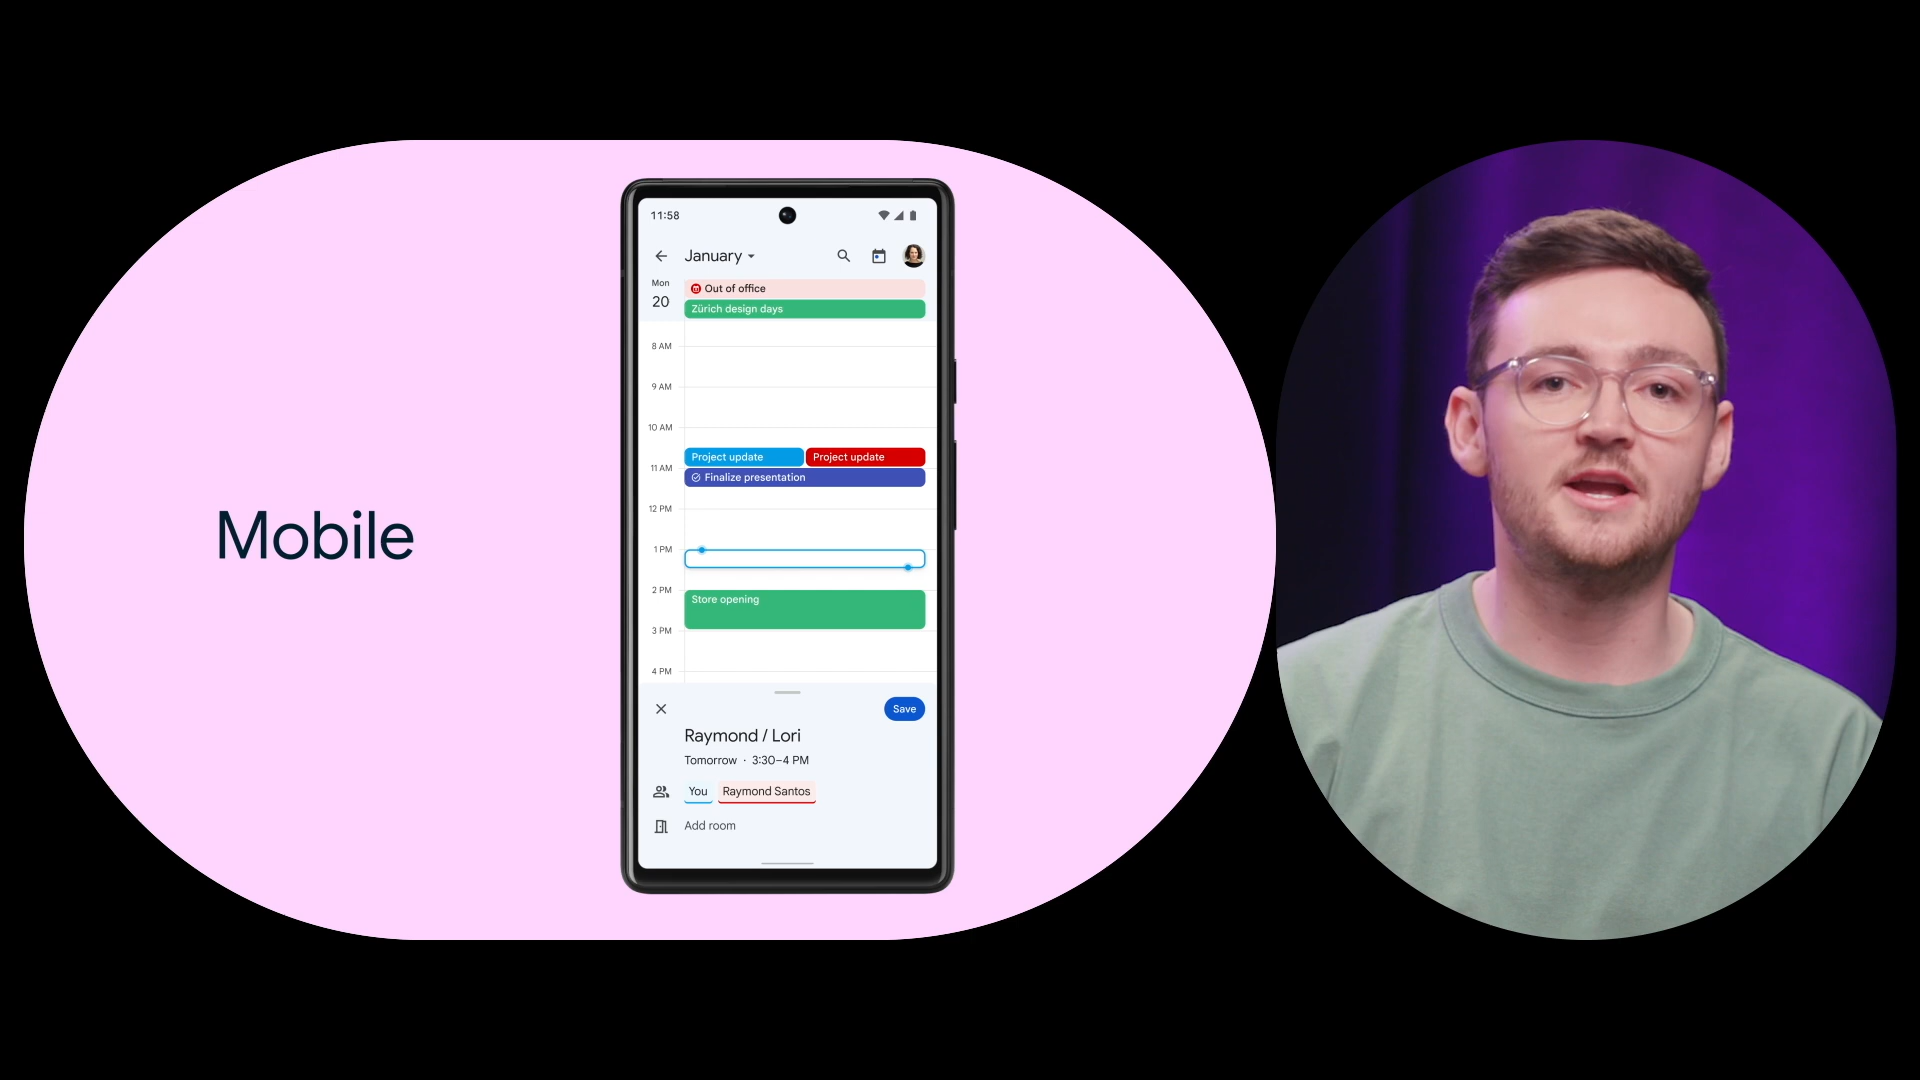 Mobile
11:58
January
Mon
20
Out of office
Zürich design days
8 AM
9 AM
10 AM
Project update
Project update
11 AM
Finalize presentation
12 PM
1 PM
2 PM
Store opening
3 PM
4 PM
Save
Raymond / Lori
Tomorrow · 3:30–4 PM
You Raymond Santos
Add room